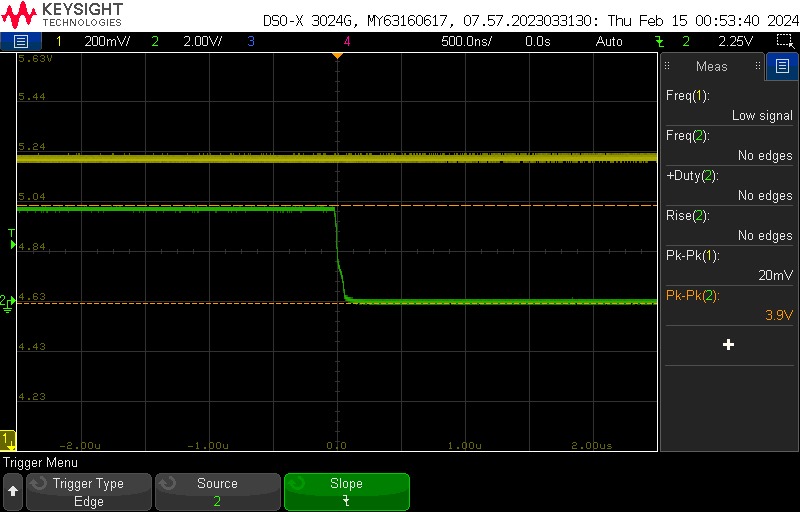 KEYSIGHT
TECHNOLOGIES
DSO-X 3024G, MY63160617, 07.57.2023033130: Thu Feb 15 00:53:40 2024
1 200mV/ 2 2.00V/ 3 4 500.0ns/ 0.0s Auto 2 2.25V
5.63V
5.44
5.24
5.04
4.84
4.63
4.43
4.23
T
2
1
-2.00u -1.00u 0.0 1.00u 2.00us
Meas
Freq(1):
Low signal
Freq(2):
No edges
+Duty(2):
No edges
Rise(2):
No edges
Pk-Pk(1):
20mV
Pk-Pk(2):
3.9V
Trigger Menu
Trigger Type
Edge
Source
2
Slope